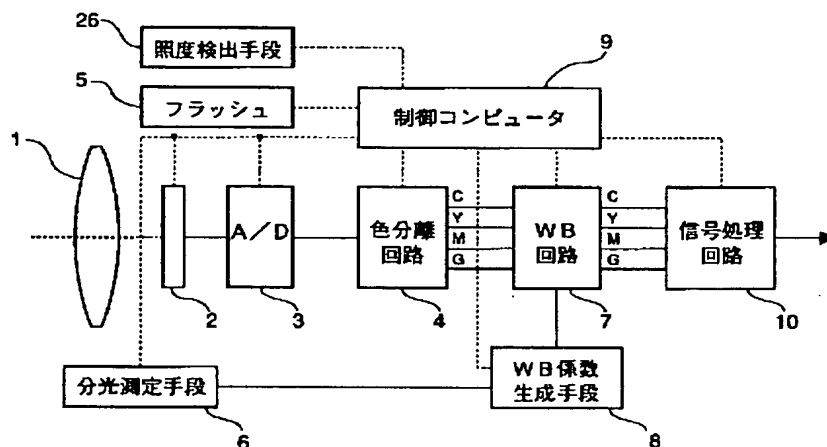 26
照度検出手段
5
フラッシュ
9
制御コンピュータ
1
2
A/D
3
色分離
回路
4
C
Y
M
G
WB
回路
7
C
Y
M
G
信号処理
回路
10
分光測定手段
6
WB係数
生成手段
8